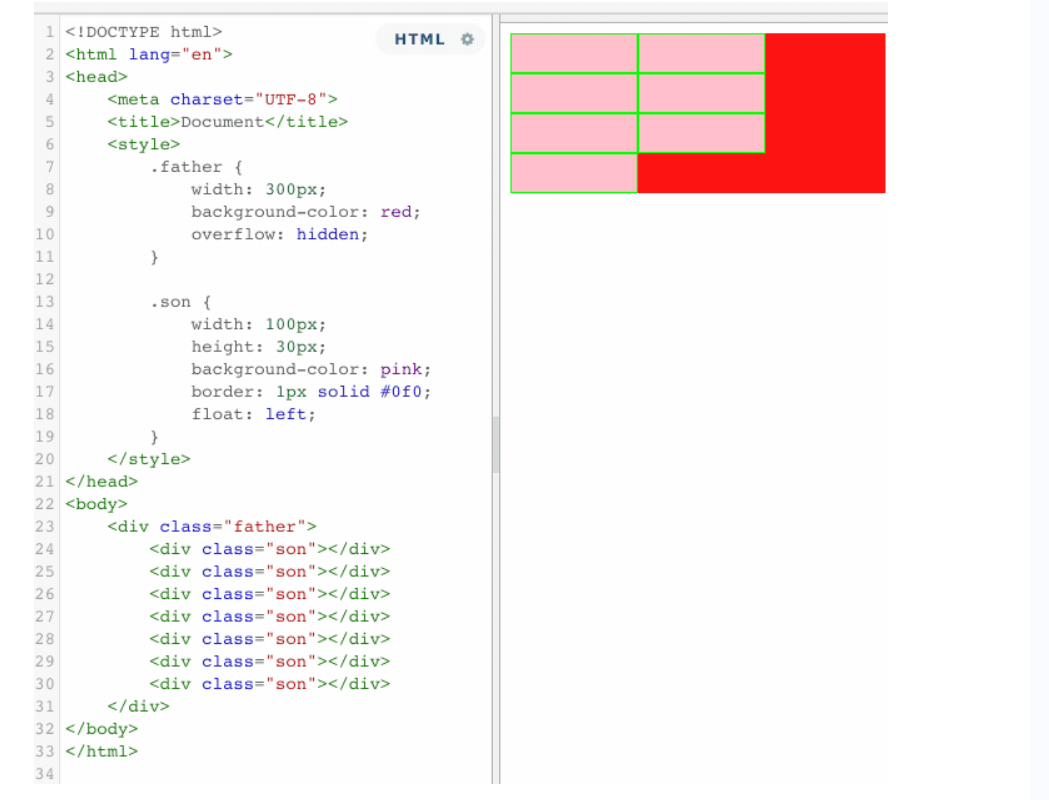 1 <!DOCTYPE html>
HTML
2 <html lang="en">
3 <head>
4     <meta charset="UTF-8">
5     <title>Document</title>
6     <style>
7         .father {
8             width: 300px;
9             background-color: red;
10             overflow: hidden;
11         }
12
13         .son {
14             width: 100px;
15             height: 30px;
16             background-color: pink;
17             border: 1px solid #0f0;
18             float: left;
19         }
20     </style>
21 </head>
22 <body>
23     <div class="father">
24         <div class="son"></div>
25         <div class="son"></div>
26         <div class="son"></div>
27         <div class="son"></div>
28         <div class="son"></div>
29         <div class="son"></div>
30         <div class="son"></div>
31     </div>
32 </body>
33 </html>
34